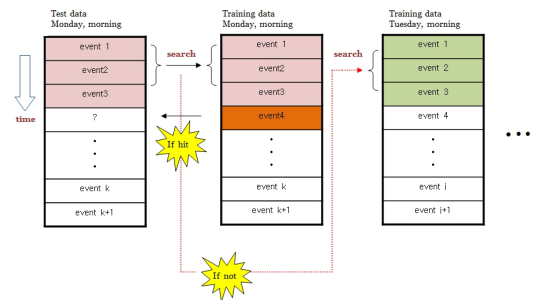 Test data
Monday, morning
event 1
event2
event3
?
event k
event k+1
time
search
If hit
Training data
Monday, morning
event 1
event2
event3
event4
event k
event k+1
If not
search
Training data
Tuesday, morning
event 1
event 2
event 3
event 4
event j+1